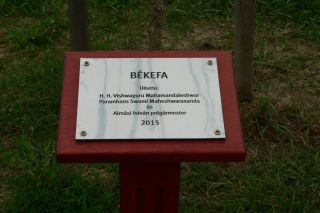 BÉKEFA
Ültette:
H. H. Vishwaguru Mahamandaleshwar
Paramhans Swami Maheshwarananda
és
Almási István polgármester
2015